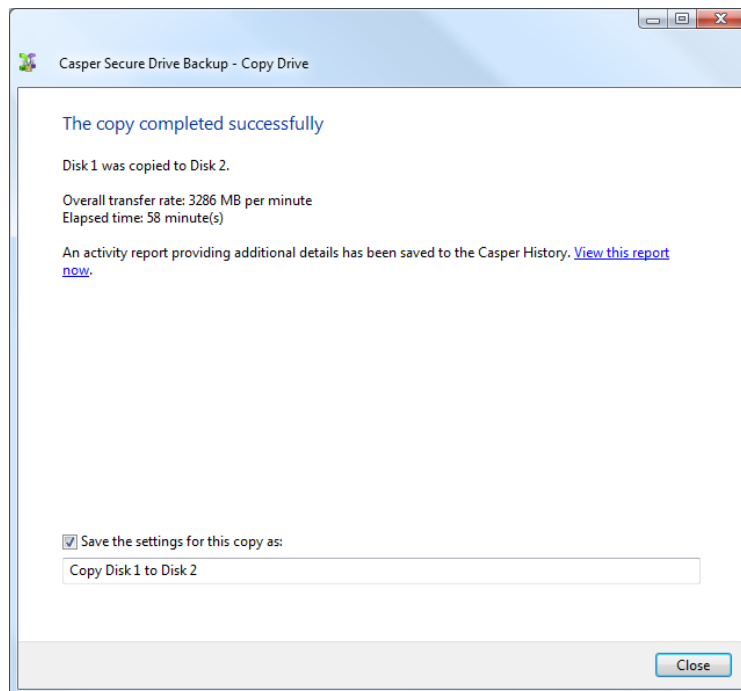 Casper Secure Drive Backup - Copy Drive
The copy completed successfully
Disk 1 was copied to Disk 2.
Overall transfer rate: 3286 MB per minute
Elapsed time: 58 minute(s)
An activity report providing additional details has been saved to the Casper History. View this report
now.
Save the settings for this copy as:
Copy Disk 1 to Disk 2
Close